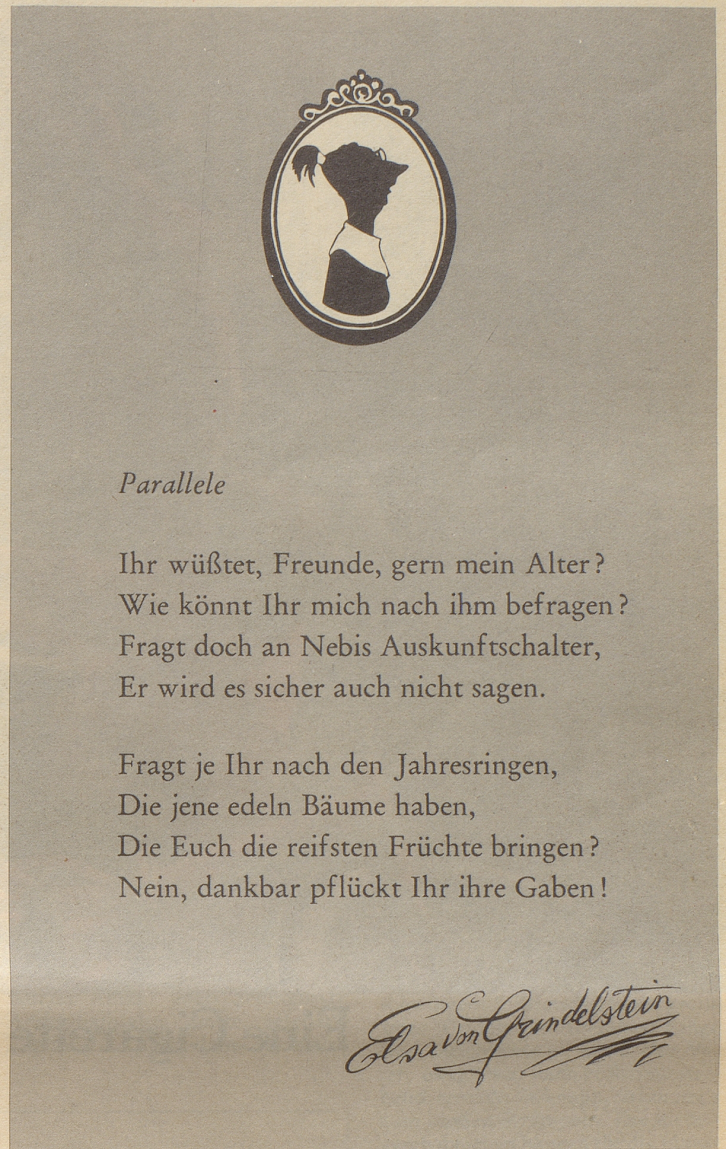 Parallele
Ihr wüßtet, Freunde, gern mein Alter?
Wie könnt Ihr mich nach ihm befragen?
Fragt doch an Nebis Auskunftschalter,
Er wird es sicher auch nicht sagen.
Fragt je Ihr nach den Jahresringen,
Die jene edeln Bäume haben,
Die Euch die reifsten Früchte bringen?
Nein, dankbar pflückt Ihr ihre Gaben!
Elsa von Grindelstein